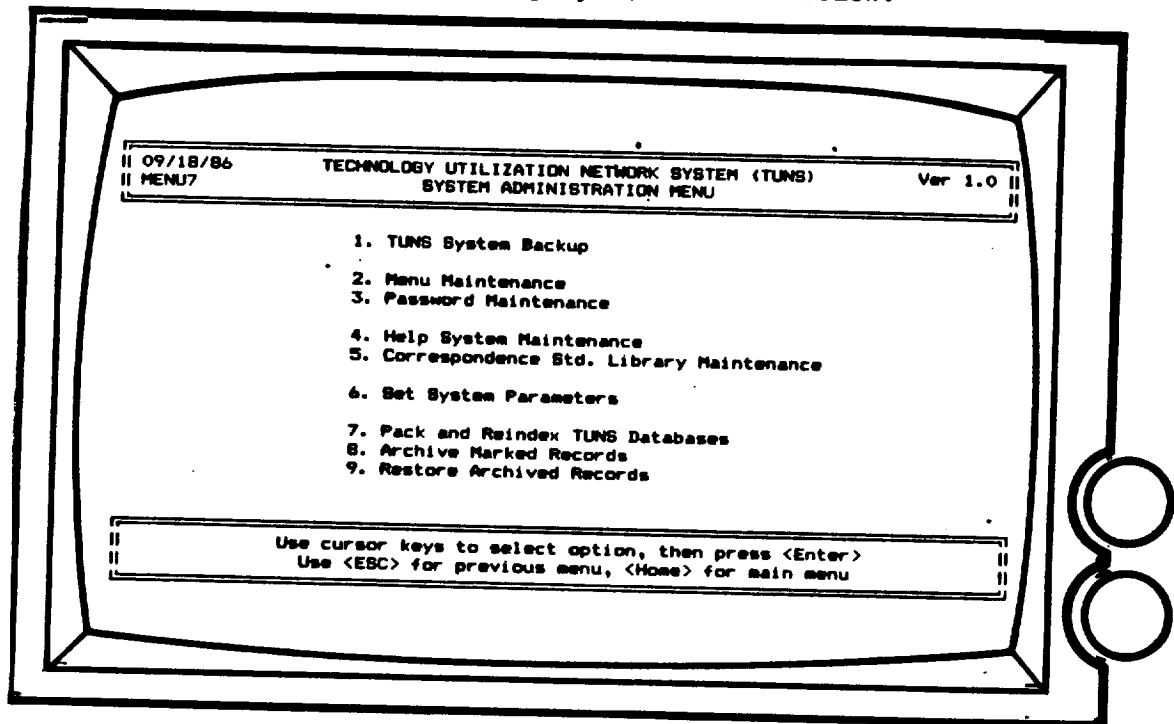 09/18/86 TECHNOLOGY UTILIZATION NETWORK SYSTEM (TUNS) Ver 1.0
MENU7 SYSTEM ADMINISTRATION MENU
1. TUNS System Backup
2. Menu Maintenance
3. Password Maintenance
4. Help System Maintenance
5. Correspondence Std. Library Maintenance
6. Set System Parameters
7. Pack and Reindex TUNS Databases
8. Archive Marked Records
9. Restore Archived Records
Use cursor keys to select option, then press <Enter>
Use <ESC> for previous menu, <Home> for main menu